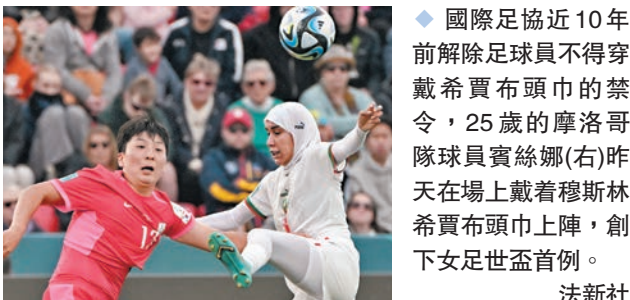 ◆ 國際足協近10年
前解除足球員不得穿
戴希賈布頭巾的禁
令，25歲的摩洛哥
隊球員賓絲娜(右)昨
天在場上戴着穆斯林
希賈布頭巾上陣，創
下女足世盃首例。
法新社